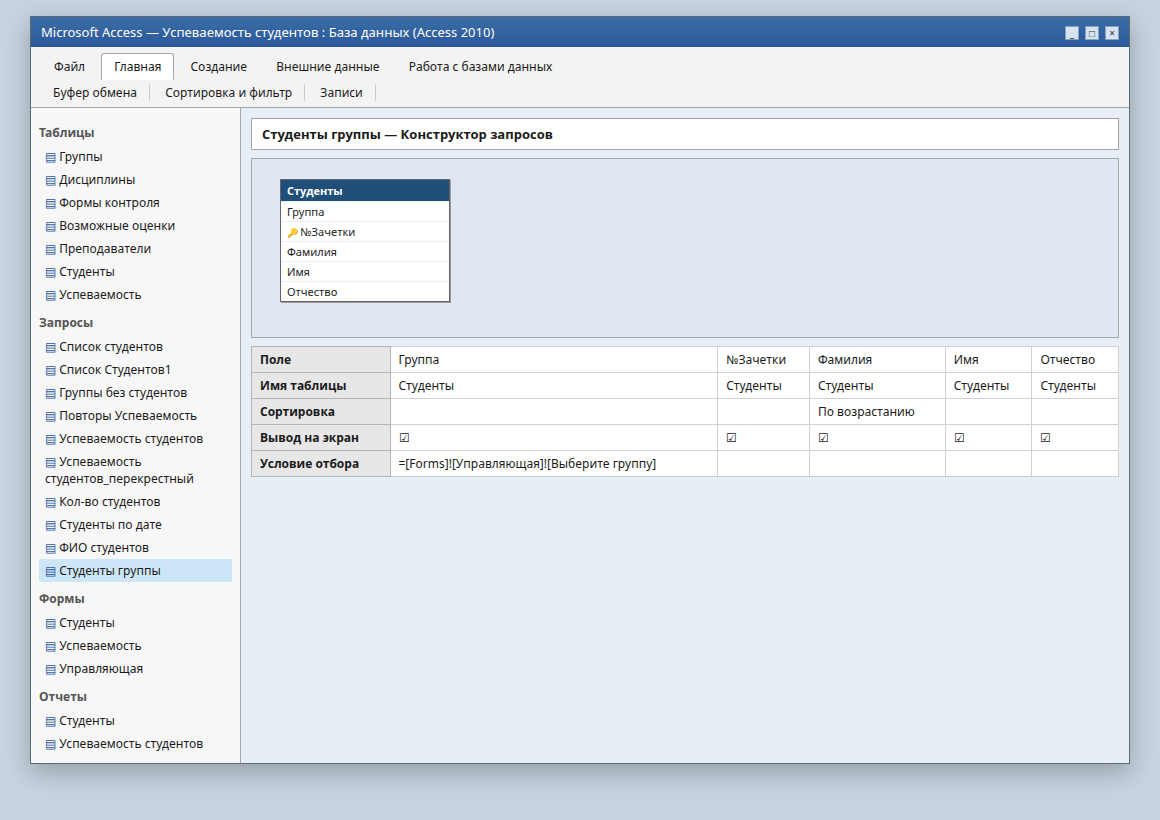 Microsoft Access — Успеваемость студентов : База данных (Access 2010)
Файл Главная Создание Внешние данные Работа с базами данных
Буфер обмена Сортировка и фильтр Записи
Таблицы
Группы
Дисциплины
Формы контроля
Возможные оценки
Преподаватели
Студенты
Успеваемость
Запросы
Список студентов
Список Студентов1
Группы без студентов
Повторы Успеваемость
Успеваемость студентов
Успеваемость
студентов_перекрестный
Кол-во студентов
Студенты по дате
ФИО студентов
Студенты группы
Формы
Студенты
Успеваемость
Управляющая
Отчеты
Студенты
Успеваемость студентов
Студенты группы — Конструктор запросов
Студенты
Группа
№Зачетки
Фамилия
Имя
Отчество
Поле Группа №Зачетки Фамилия Имя Отчество
Имя таблицы Студенты Студенты Студенты Студенты Студенты
Сортировка По возрастанию
Вывод на экран ☑ ☑ ☑ ☑ ☑
Условие отбора =[Forms]![Управляющая]![Выберите группу]